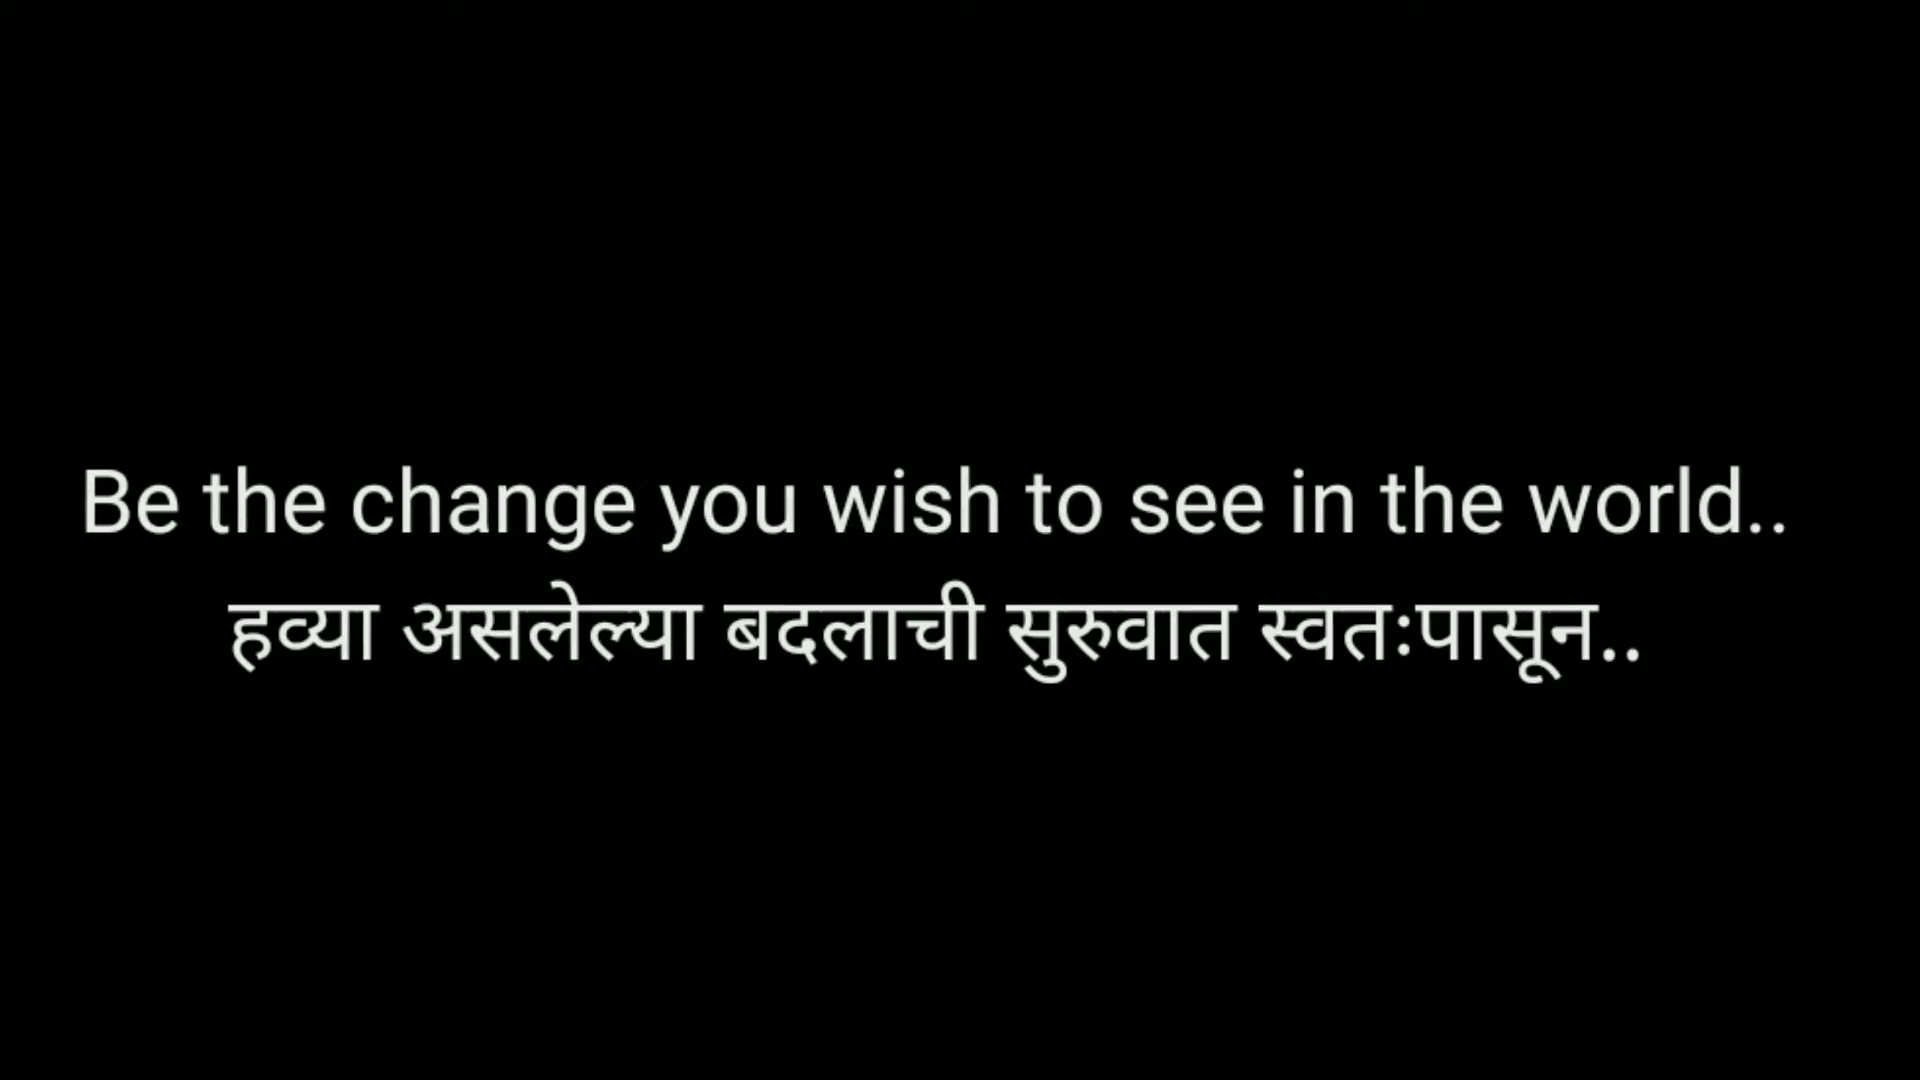 Be the change you wish to see in the world..
हव्या असलेल्या बदलाची सुरुवात स्वतःपासून..